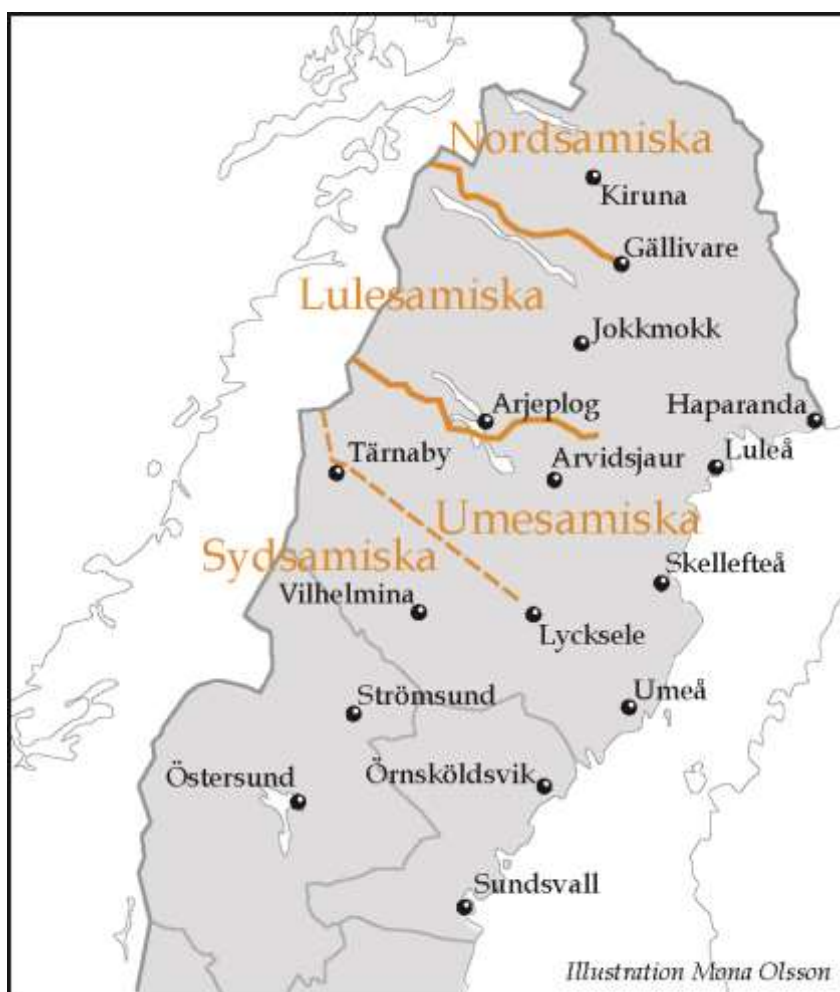 Nordsamiska
Kiruna
Gällivare
Lulesamiska
Jokkmokk
Arjeplog
Haparanda
Tärnaby
Arvidsjaur
Luleå
Umesamiska
Sydsamiska
Skellefteå
Vilhelmina
Lycksele
Strömsund
Umeå
Östersund
Örnsköldsvik
Sundsvall
Illustration Mona Olsson